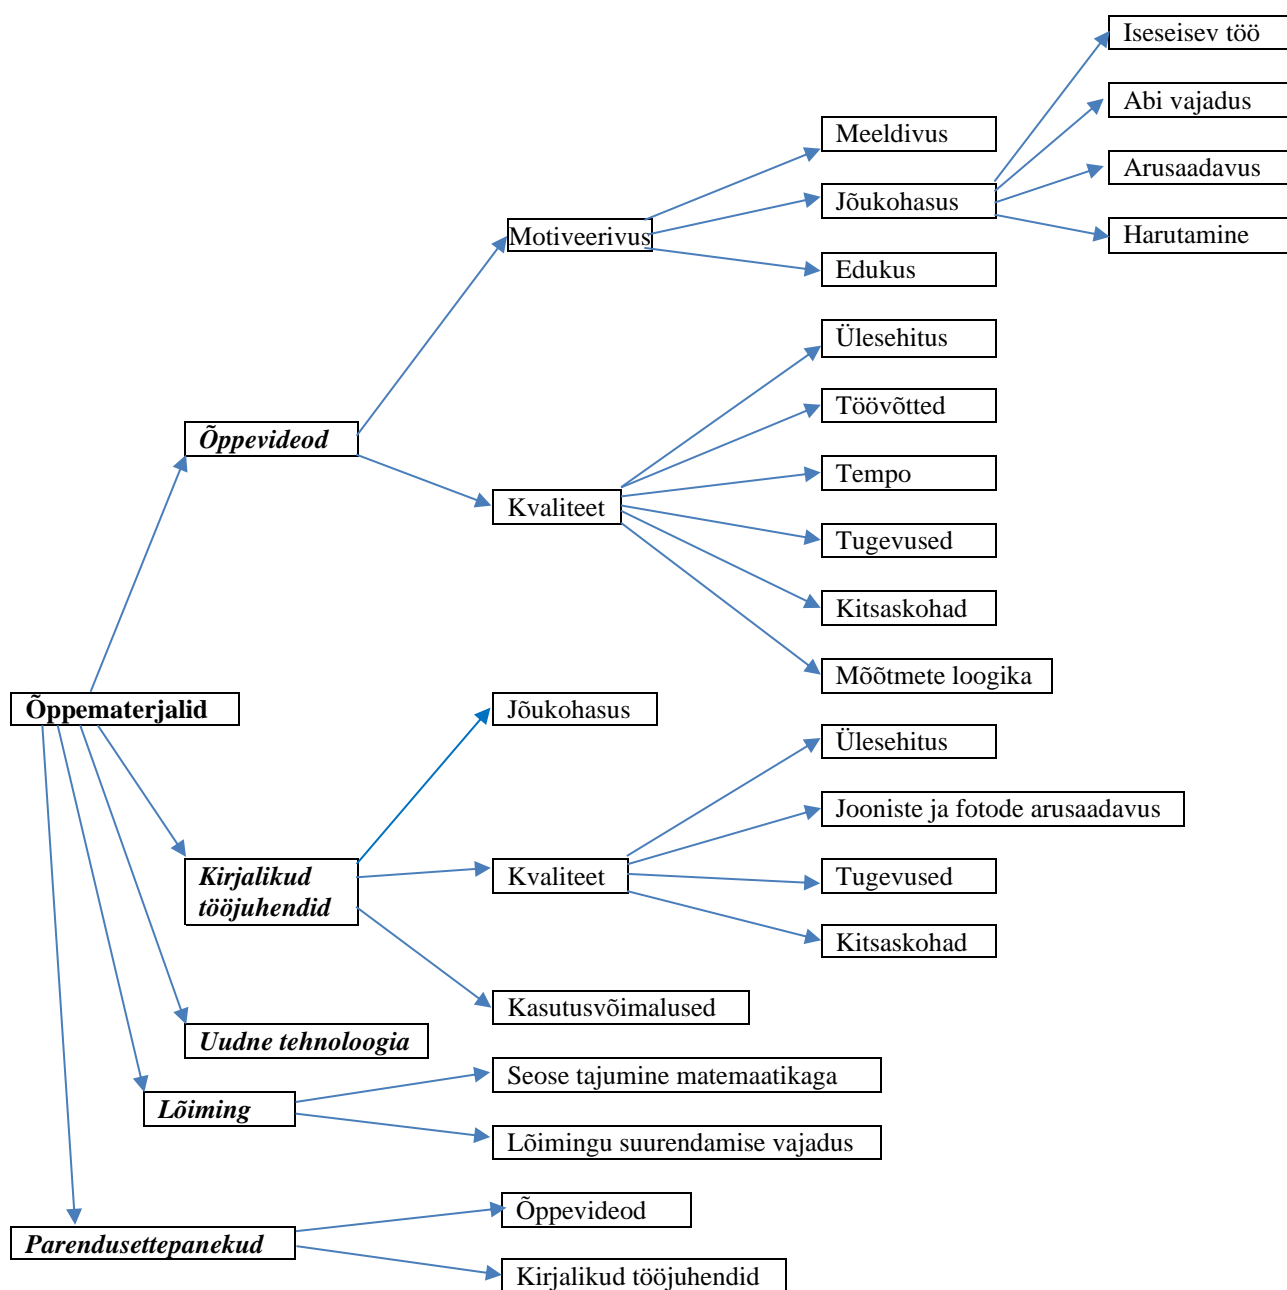 Iseseisev töö
Abi vajadus
Meeldivus
Arusaadavus
Jõukohasus
Motiveerivus
Harutamine
Edukus
Ülesehitus
Töövõtted
Õppevideod
Tempo
Kvaliteet
Tugevused
Kitsaskohad
Mõõtmete loogika
Õppematerjalid
Jõukohasus
Ülesehitus
Jooniste ja fotode arusaadavus
Kirjalikud
tööjuhendid
Kvaliteet
Tugevused
Kitsaskohad
Kasutusvõimalused
Uudne tehnoloogia
Seose tajumine matemaatikaga
Lõiming
Lõimingu suurendamise vajadus
Õppevideod
Parendusettepanekud
Kirjalikud tööjuhendid